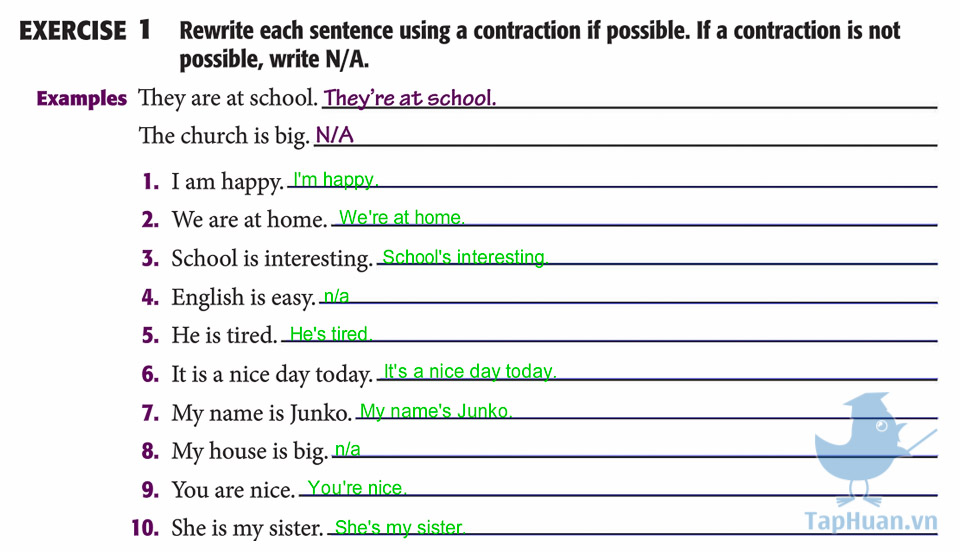 EXERCISE 1 Rewrite each sentence using a contraction if possible. If a contraction is not
possible, write N/A.
Examples They are at school. They're at school.
The church is big. N/A
1. I am happy. I'm happy.
2. We are at home. We're at home.
3. School is interesting. School's interesting.
4. English is easy. n/a
5. He is tired. He's tired.
6. It is a nice day today. It's a nice day today.
7. My name is Junko. My name's Junko.
8. My house is big. n/a
9. You are nice. You're nice.
10. She is my sister. She's my sister.
TapHuan.vn